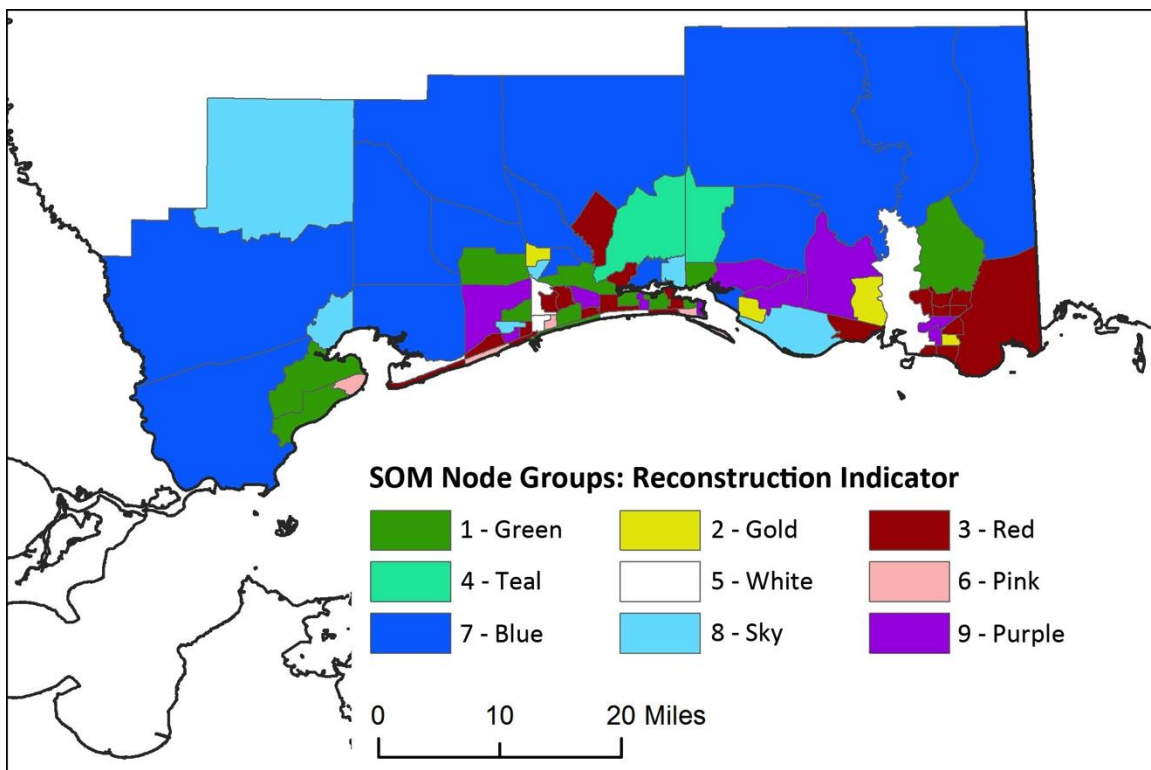 SOM Node Groups: Reconstruction Indicator
1 - Green 2 - Gold 3 - Red
4 - Teal 5 - White 6 - Pink
7 - Blue 8 - Sky 9 - Purple
0 10 20 Miles